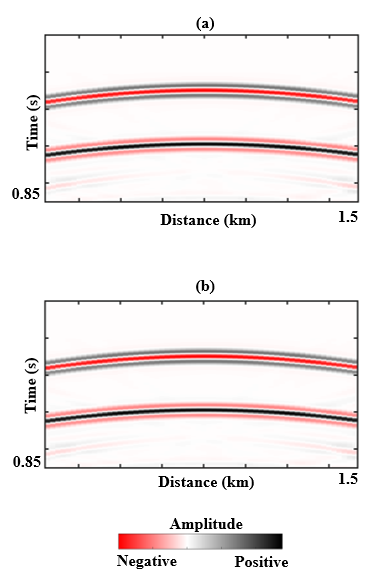 (a)
Time (s)
0.85
Distance (km)
1.5
(b)
Time (s)
0.85
Distance (km)
1.5
Amplitude
Negative
Positive